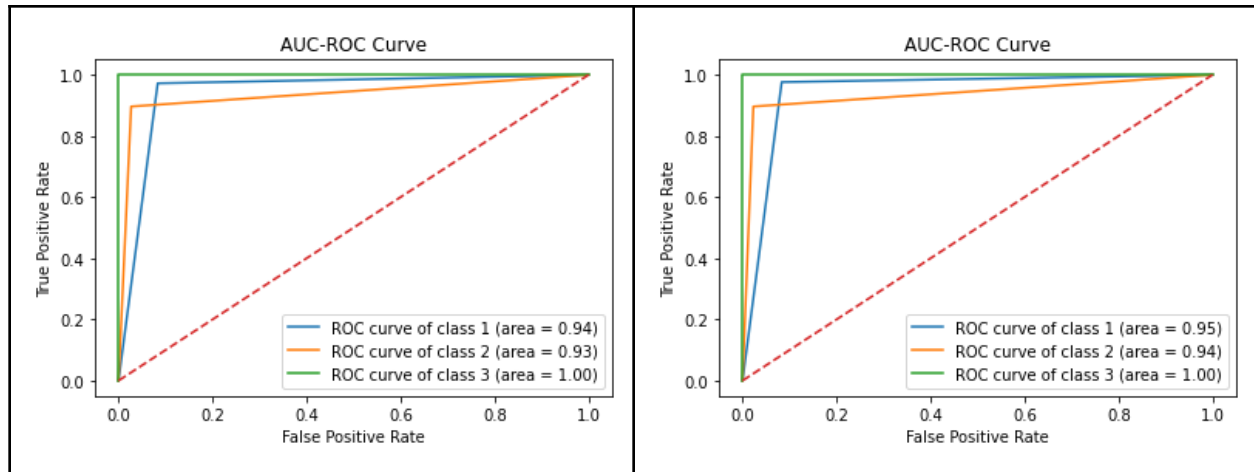 AUC-ROC Curve
1.0
0.8
0.6
0.4
0.2
0.0
True Positive Rate
ROC curve of class 1 (area = 0.94)
ROC curve of class 2 (area = 0.93)
ROC curve of class 3 (area = 1.00)
0.0 0.2 0.4 0.6 0.8 1.0
False Positive Rate
AUC-ROC Curve
1.0
0.8
0.6
0.4
0.2
0.0
True Positive Rate
ROC curve of class 1 (area = 0.95)
ROC curve of class 2 (area = 0.94)
ROC curve of class 3 (area = 1.00)
0.0 0.2 0.4 0.6 0.8 1.0
False Positive Rate